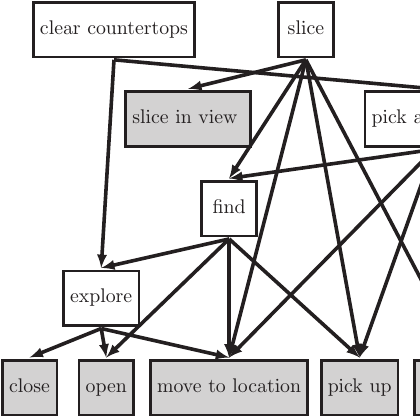 clear countertops
slice
slice in view
pick a
find
explore
close
open
move to location
pick up